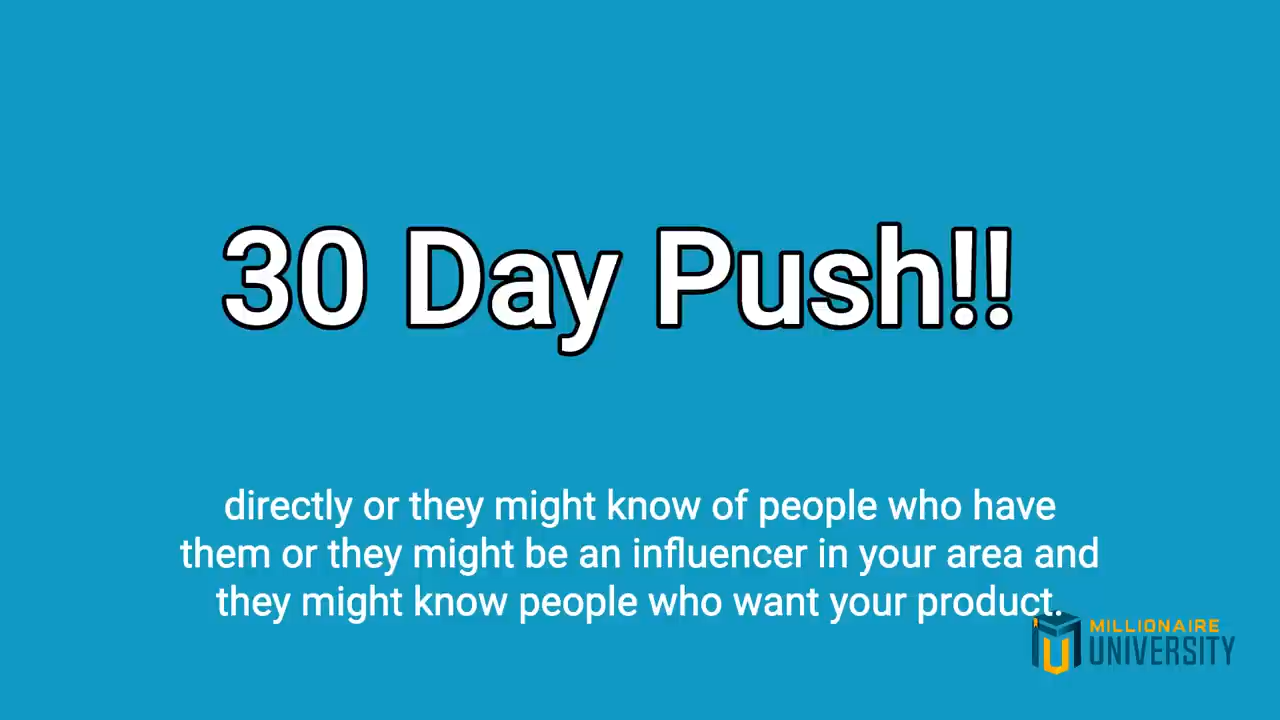 30 Day Push!!
directly or they might know of people who have
them or they might be an influencer in your area and
they might know people who want your product.
MILLIONAIRE
UNIVERSITY